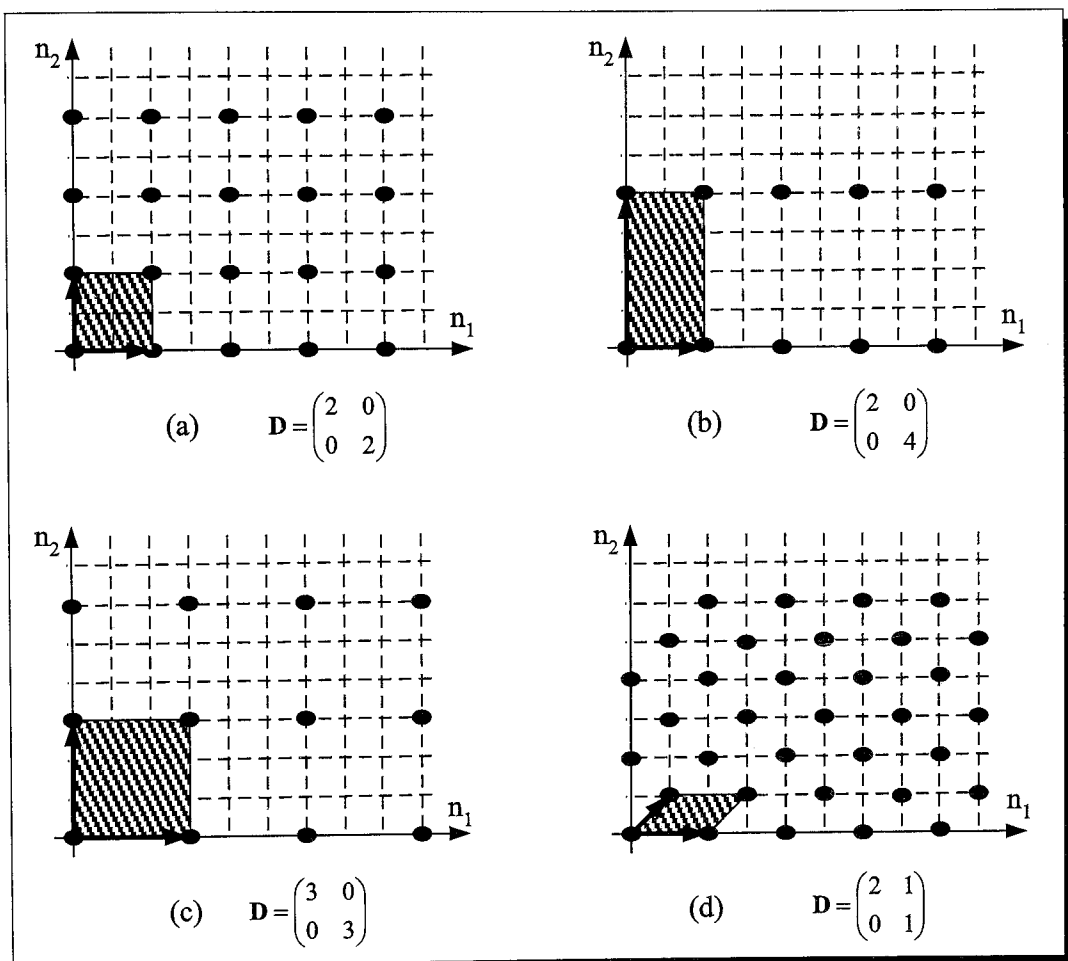 n₂
n₁
(a) D = (2 0
0 2)
n₂
n₁
(b) D = (2 0
0 4)
n₂
n₁
(c) D = (3 0
0 3)
n₂
n₁
(d) D = (2 1
0 1)